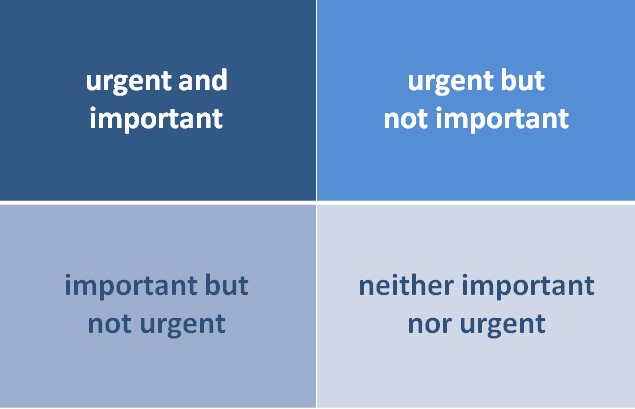 urgent and
important
urgent but
not important
important but
not urgent
neither important
nor urgent